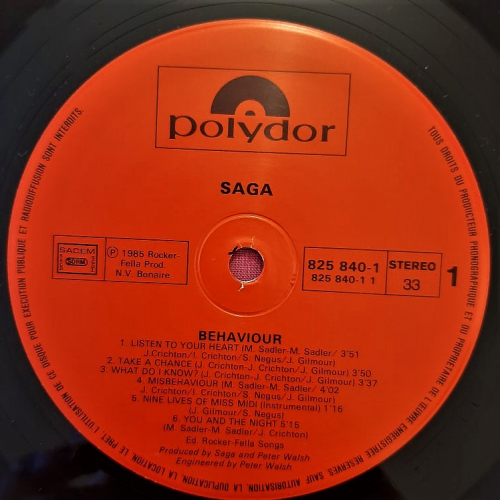 polydor
SAGA
SACEM
℗ 1985 Rocker-
Fella Prod.
N.V. Bonaire
825 840-1
825 840-1 1
STEREO
33
1
BEHAVIOUR
1. LISTEN TO YOUR HEART (M. Sadler-M. Sadler/ 3'51
J.Crichton/I. Crichton/S. Negus/J. Gilmour)
2. TAKE A CHANCE (J. Crichton-J. Crichton/J. Gilmour) 3'50
3. WHAT DO I KNOW? (J. Crichton-J. Crichton/J. Gilmour) 3'37
4. MISBEHAVIOUR (M. Sadler-M. Sadler/ 4'02
J. Crichton/I. Crichton/S. Negus/J. Gilmour)
5. NINE LIVES OF MISS MIDI (Instrumental) 1'16
(J. Gilmour/S. Negus)
6. YOU AND THE NIGHT 5'16
(M. Sadler-M. Sadler/J. Crichton)
Ed. Rocker-Fella Songs
Produced by Saga and Peter Walsh
Engineered by Peter Walsh
TOUS DROITS DU PRODUCTEUR PHONOGRAPHIQUE ET DU PROPRIETAIRE DE L'ŒUVRE ENREGISTREE RESERVES. SAUF AUTORISATION, LA DUPLICATION, LA LOCATION, LE PRET, L'UTILISATION DE CE DISQUE POUR EXECUTION PUBLIQUE ET RADIODIFFUSION SONT INTERDITS.